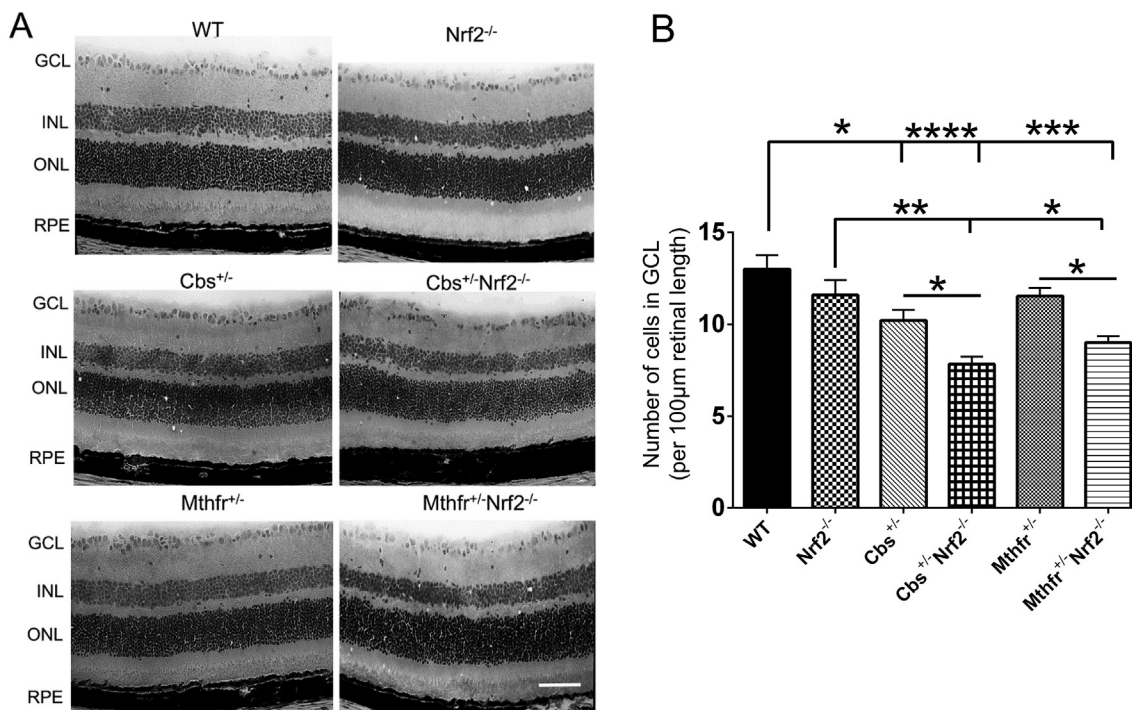 A
B
WT
Nrf2-/-
GCL
INL
ONL
RPE
Cbs+/-
Cbs+/-Nrf2-/-
GCL
INL
ONL
RPE
Mthfr+/-
Mthfr+/-Nrf2-/-
GCL
INL
ONL
RPE
* **** ***
** *
* *
Number of cells in GCL
(per 100µm retinal length)
15
10
5
0
WT
Nrf2-/-
Cbs+/-
Cbs+/-Nrf2-/-
Mthfr+/-
Mthfr+/-Nrf2-/-